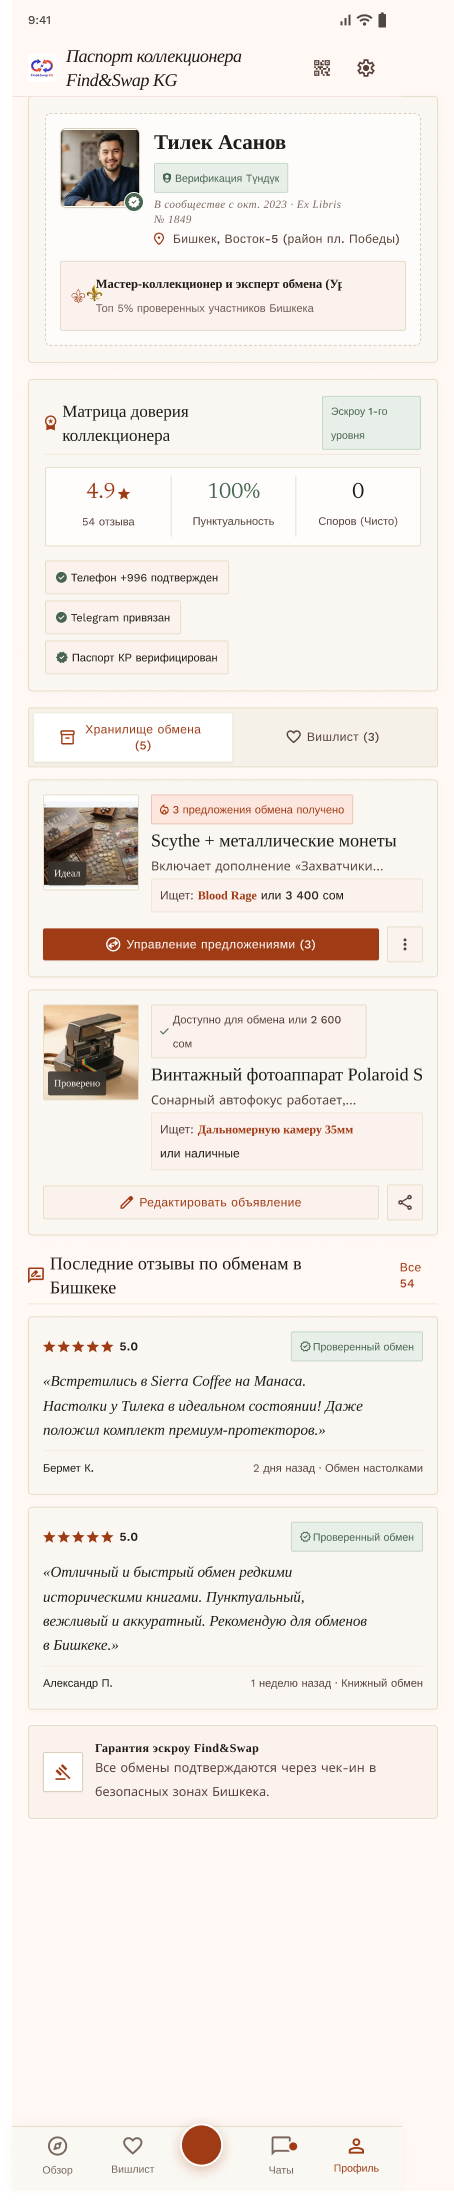 9:41
Паспорт коллекционера
Find&Swap KG
Find&Swap KG
Тилек Асанов
Верификация Түндүк
В сообществе с окт. 2023 · Ex Libris
№ 1849
Бишкек, Восток-5 (район пл. Победы)
Мастер-коллекционер и эксперт обмена (Ур
Топ 5% проверенных участников Бишкека
Матрица доверия
коллекционера
Эскроу 1-го
уровня
4.9
100%
0
54 отзыва
Пунктуальность
Споров (Чисто)
Телефон +996 подтвержден
Telegram привязан
Паспорт КР верифицирован
Хранилище обмена
(5)
Вишлист (3)
3 предложения обмена получено
Scythe + металлические монеты
Включает дополнение «Захватчики...
Идеал
Ищет: Blood Rage или 3 400 сом
Управление предложениями (3)
Доступно для обмена или 2 600
сом
Винтажный фотоаппарат Polaroid S
Проверено
Сонарный автофокус работает,...
Ищет: Дальномерную камеру 35мм
или наличные
Редактировать объявление
Последние отзывы по обменам в
Бишкеке
Все
54
5.0
Проверенный обмен
«Встретились в Sierra Coffee на Манаса.
Настолки у Тилека в идеальном состоянии! Даже
положил комплект премиум-протекторов.»
Бермет К.
2 дня назад · Обмен настолками
5.0
Проверенный обмен
«Отличный и быстрый обмен редкими
историческими книгами. Пунктуальный,
вежливый и аккуратный. Рекомендую для обменов
в Бишкеке.»
Александр П.
1 неделю назад · Книжный обмен
Гарантия эскроу Find&Swap
Все обмены подтверждаются через чек-ин в
безопасных зонах Бишкека.
Обзор
Вишлист
Чаты
Профиль